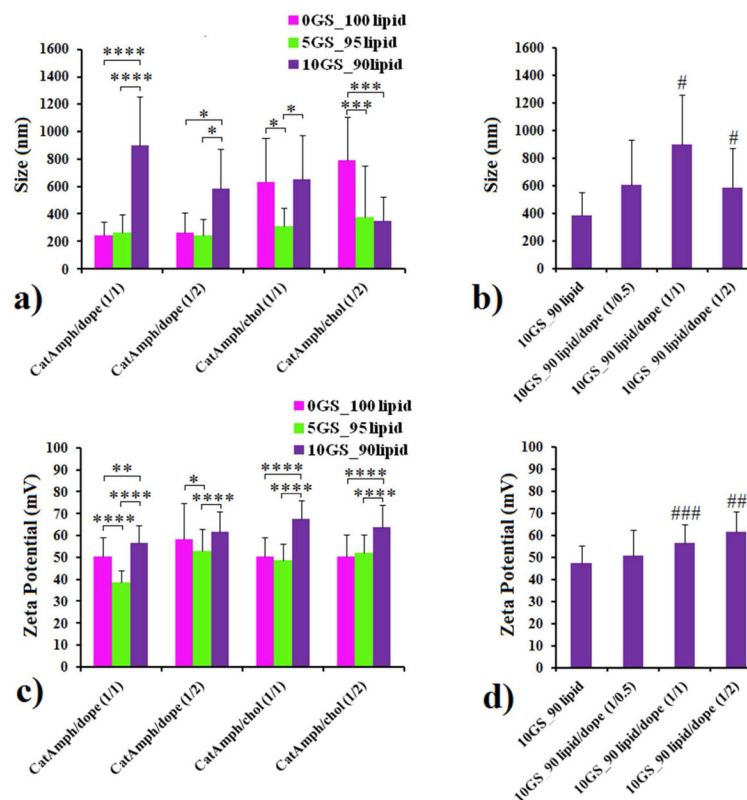 0GS_100 lipid
5GS_95 lipid
10GS_90lipid
Size (nm)
1600
1400
1200
1000
800
600
400
200
0
****
****
*
*
*
*
***
***
a)
CatAmph/dope (1/1)
CatAmph/dope (1/2)
CatAmph/chol (1/1)
CatAmph/chol (1/2)
Size (nm)
1600
1400
1200
1000
800
600
400
200
0
#
#
b)
10GS_90 lipid
10GS_90 lipid/dope (1/0.5)
10GS_90 lipid/dope (1/1)
10GS_90 lipid/dope (1/2)
0GS_100 lipid
5GS_95 lipid
10GS_90lipid
Zeta Potential (mV)
100
90
80
70
60
50
40
30
20
10
0
**
****
****
*
****
****
****
****
****
c)
CatAmph/dope (1/1)
CatAmph/dope (1/2)
CatAmph/chol (1/1)
CatAmph/chol (1/2)
Zeta Potential (mV)
100
90
80
70
60
50
40
30
20
10
0
###
##
d)
10GS_90 lipid
10GS_90 lipid/dope (1/0.5)
10GS_90 lipid/dope (1/1)
10GS_90 lipid/dope (1/2)